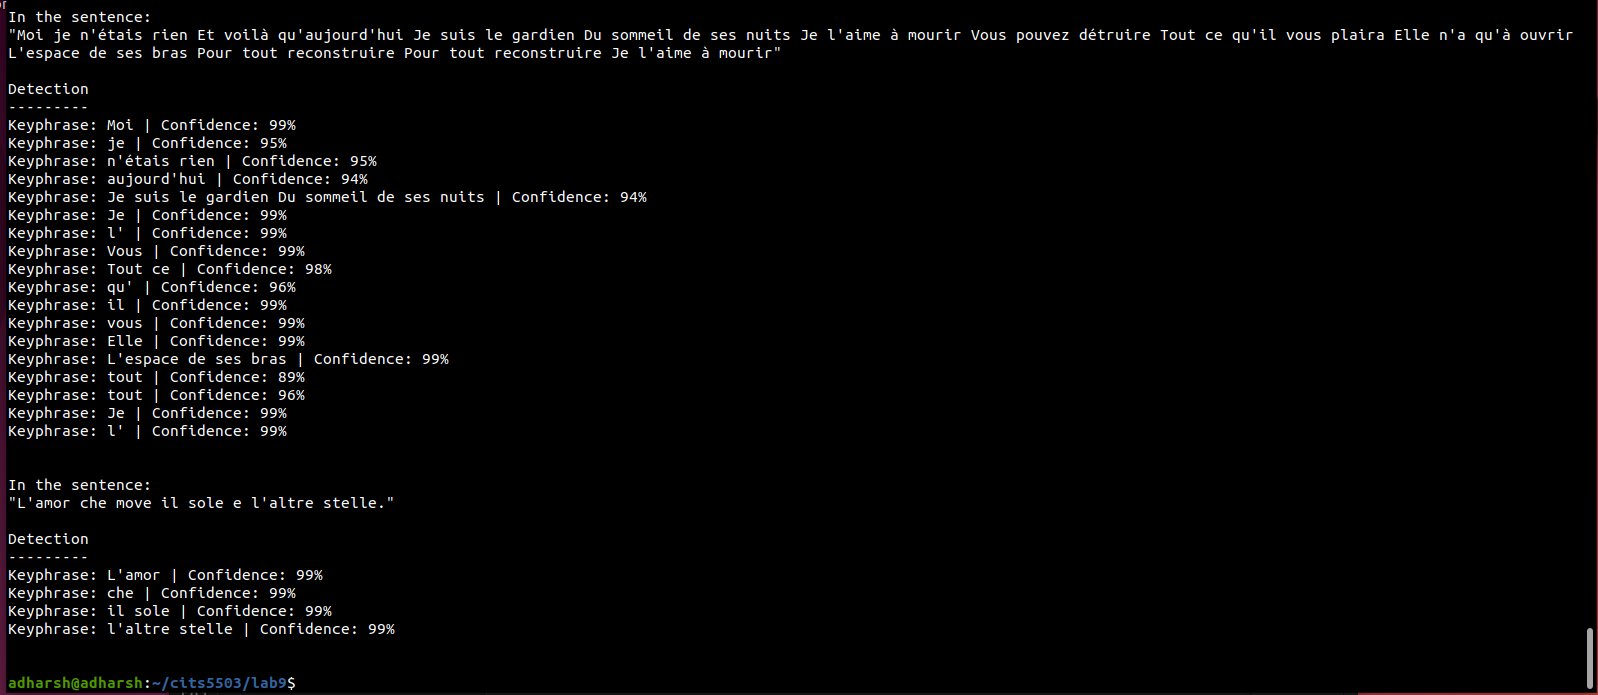 In the sentence:
"Moi je n'étais rien Et voilà qu'aujourd'hui Je suis le gardien Du sommeil de ses nuits Je l'aime à mourir Vous pouvez détruire Tout ce qu'il vous plaira Elle n'a qu'à ouvrir
L'espace de ses bras Pour tout reconstruire Pour tout reconstruire Je l'aime à mourir"
Detection
---------
Keyphrase: Moi | Confidence: 99%
Keyphrase: je | Confidence: 95%
Keyphrase: n'étais rien | Confidence: 95%
Keyphrase: aujourd'hui | Confidence: 94%
Keyphrase: Je suis le gardien Du sommeil de ses nuits | Confidence: 94%
Keyphrase: Je | Confidence: 99%
Keyphrase: l' | Confidence: 99%
Keyphrase: Vous | Confidence: 99%
Keyphrase: Tout ce | Confidence: 98%
Keyphrase: qu' | Confidence: 96%
Keyphrase: il | Confidence: 99%
Keyphrase: vous | Confidence: 99%
Keyphrase: Elle | Confidence: 99%
Keyphrase: L'espace de ses bras | Confidence: 99%
Keyphrase: tout | Confidence: 89%
Keyphrase: tout | Confidence: 96%
Keyphrase: Je | Confidence: 99%
Keyphrase: l' | Confidence: 99%
In the sentence:
"L'amor che move il sole e l'altre stelle."
Detection
---------
Keyphrase: L'amor | Confidence: 99%
Keyphrase: che | Confidence: 99%
Keyphrase: il sole | Confidence: 99%
Keyphrase: l'altre stelle | Confidence: 99%
adharsh@adharsh:~/cits5503/lab9$